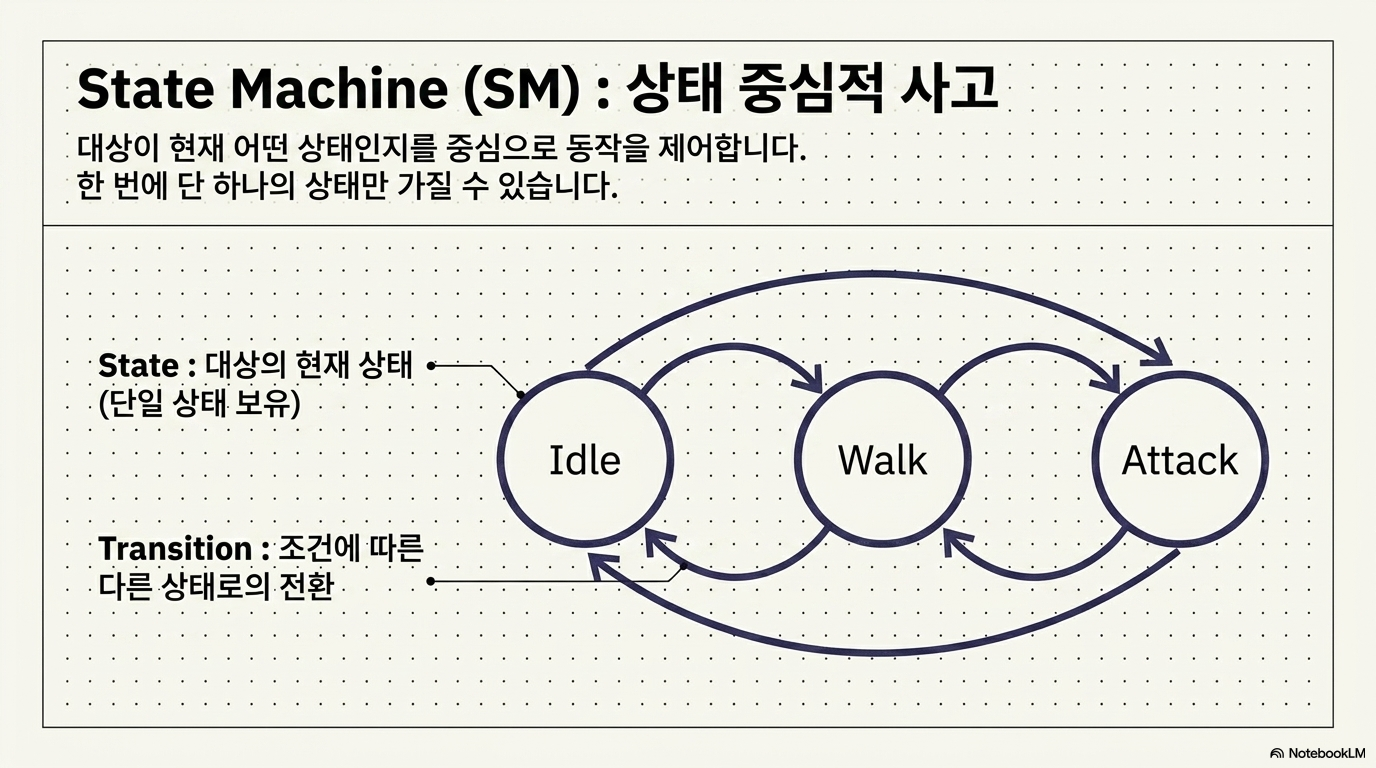 State Machine (SM) : 상태 중심적 사고
대상이 현재 어떤 상태인지를 중심으로 동작을 제어합니다.
한 번에 단 하나의 상태만 가질 수 있습니다.
State : 대상의 현재 상태
(단일 상태 보유)
Idle
Walk
Attack
Transition : 조건에 따른
다른 상태로의 전환
NotebookLM